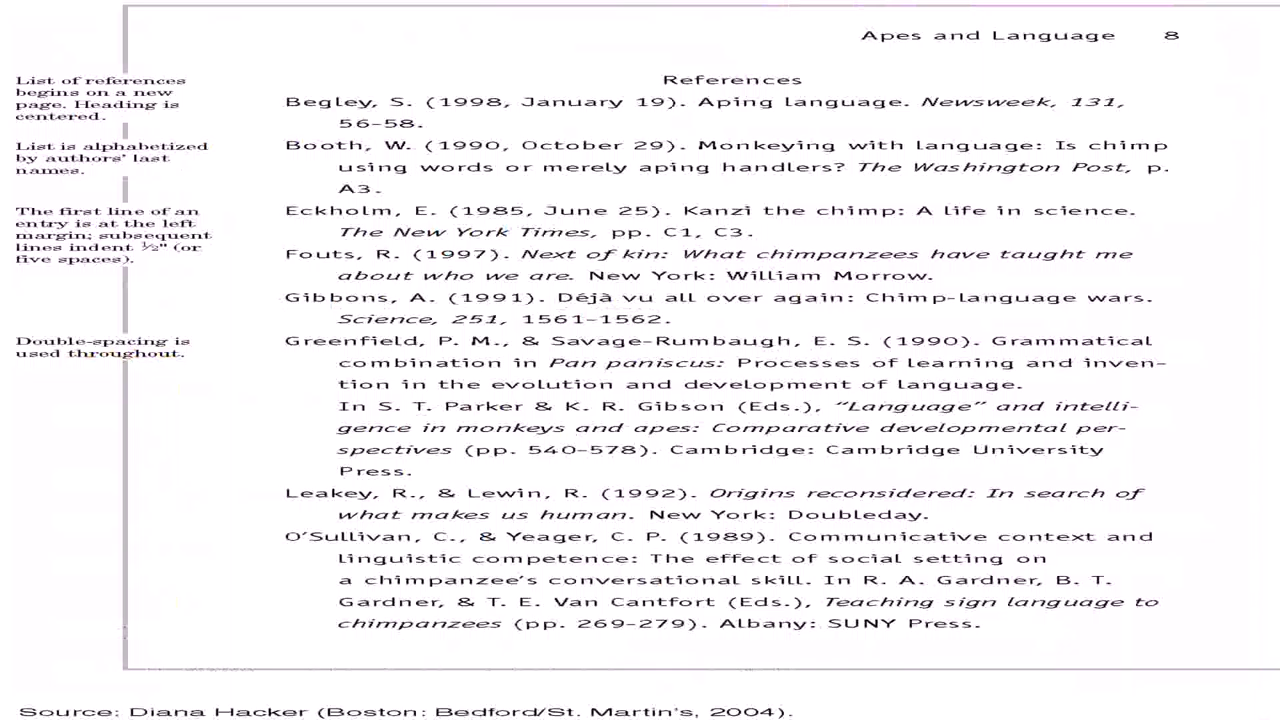 Apes and Language 8
List of references
begins on a new
page. Heading is
centered.
List is alphabetized
by authors' last
names.
The first line of an
entry is at the left
margin; subsequent
lines indent ½" (or
five spaces).
Double-spacing is
used throughout.
References
Begley, S. (1998, January 19). Aping language. Newsweek, 131,
56–58.
Booth, W. (1990, October 29). Monkeying with language: Is chimp
using words or merely aping handlers? The Washington Post, p.
A3.
Eckholm, E. (1985, June 25). Kanzi the chimp: A life in science.
The New York Times, pp. C1, C3.
Fouts, R. (1997). Next of kin: What chimpanzees have taught me
about who we are. New York: William Morrow.
Gibbons, A. (1991). Déjà vu all over again: Chimp-language wars.
Science, 251, 1561–1562.
Greenfield, P. M., & Savage-Rumbaugh, E. S. (1990). Grammatical
combination in Pan paniscus: Processes of learning and inven-
tion in the evolution and development of language.
In S. T. Parker & K. R. Gibson (Eds.), “Language” and intelli-
gence in monkeys and apes: Comparative developmental per-
spectives (pp. 540–578). Cambridge: Cambridge University
Press.
Leakey, R., & Lewin, R. (1992). Origins reconsidered: In search of
what makes us human. New York: Doubleday.
O’Sullivan, C., & Yeager, C. P. (1989). Communicative context and
linguistic competence: The effect of social setting on
a chimpanzee’s conversational skill. In R. A. Gardner, B. T.
Gardner, & T. E. Van Cantfort (Eds.), Teaching sign language to
chimpanzees (pp. 269–279). Albany: SUNY Press.
Source: Diana Hacker (Boston: Bedford/St. Martin’s, 2004).